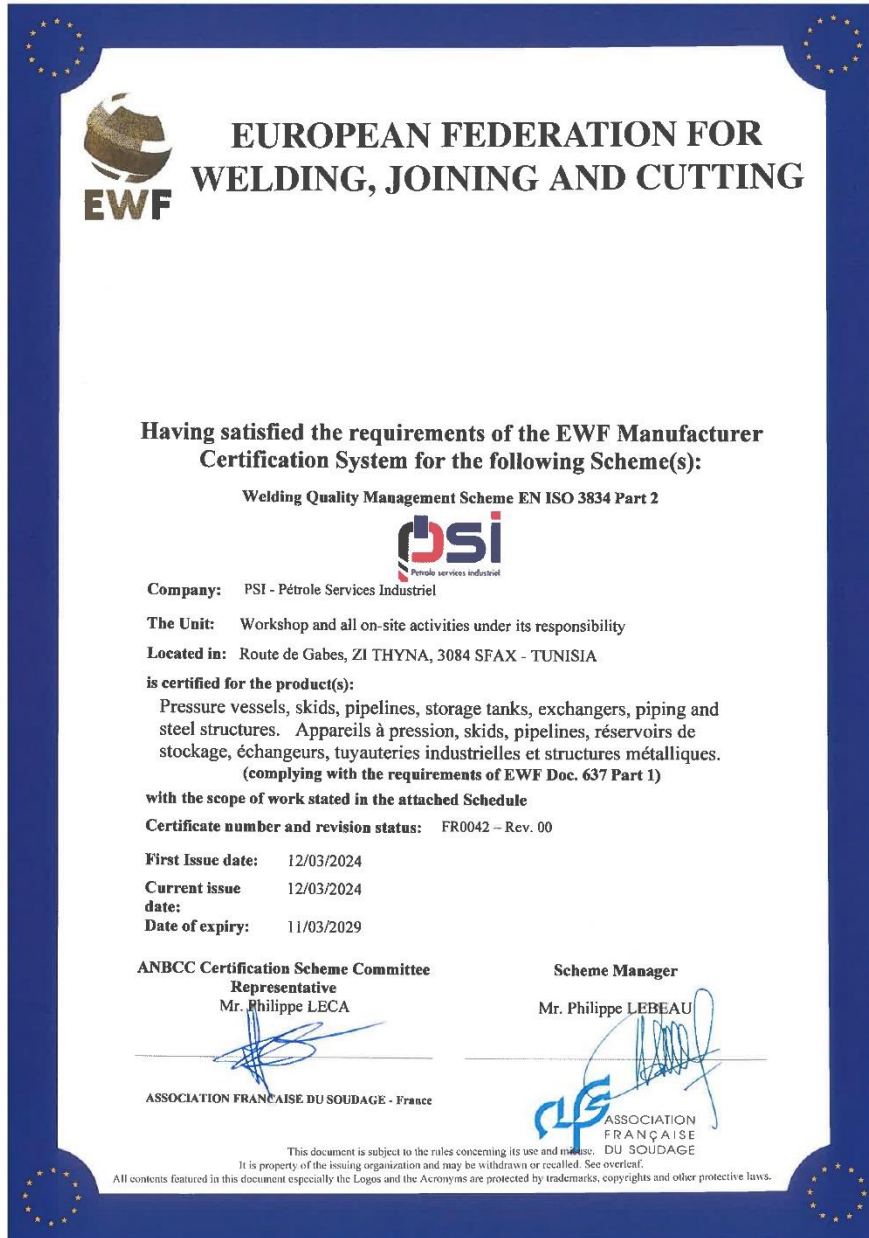 EWF
EUROPEAN FEDERATION FOR
WELDING, JOINING AND CUTTING
Having satisfied the requirements of the EWF Manufacturer
Certification System for the following Scheme(s):
Welding Quality Management Scheme EN ISO 3834 Part 2
psi
Petrole services industriel
Company: PSI - Pétrole Services Industriel
The Unit: Workshop and all on-site activities under its responsibility
Located in: Route de Gabes, ZI THYNA, 3084 SFAX - TUNISIA
is certified for the product(s):
Pressure vessels, skids, pipelines, storage tanks, exchangers, piping and
steel structures. Appareils à pression, skids, pipelines, réservoirs de
stockage, échangeurs, tuyauteries industrielles et structures métalliques.
(complying with the requirements of EWF Doc. 637 Part 1)
with the scope of work stated in the attached Schedule
Certificate number and revision status: FR0042 – Rev. 00
First Issue date: 12/03/2024
Current issue date: 12/03/2024
Date of expiry: 11/03/2029
ANBCC Certification Scheme Committee
Representative
Mr. Philippe LECA
Scheme Manager
Mr. Philippe LEBEAU
ASSOCIATION FRANÇAISE DU SOUDAGE - France
ASSOCIATION
FRANÇAISE
DU SOUDAGE
This document is subject to the rules concerning its use and misuse.
It is property of the issuing organization and may be withdrawn or recalled. See overleaf.
All contents featured in this document especially the Logos and the Acronyms are protected by trademarks, copyrights and other protective laws.